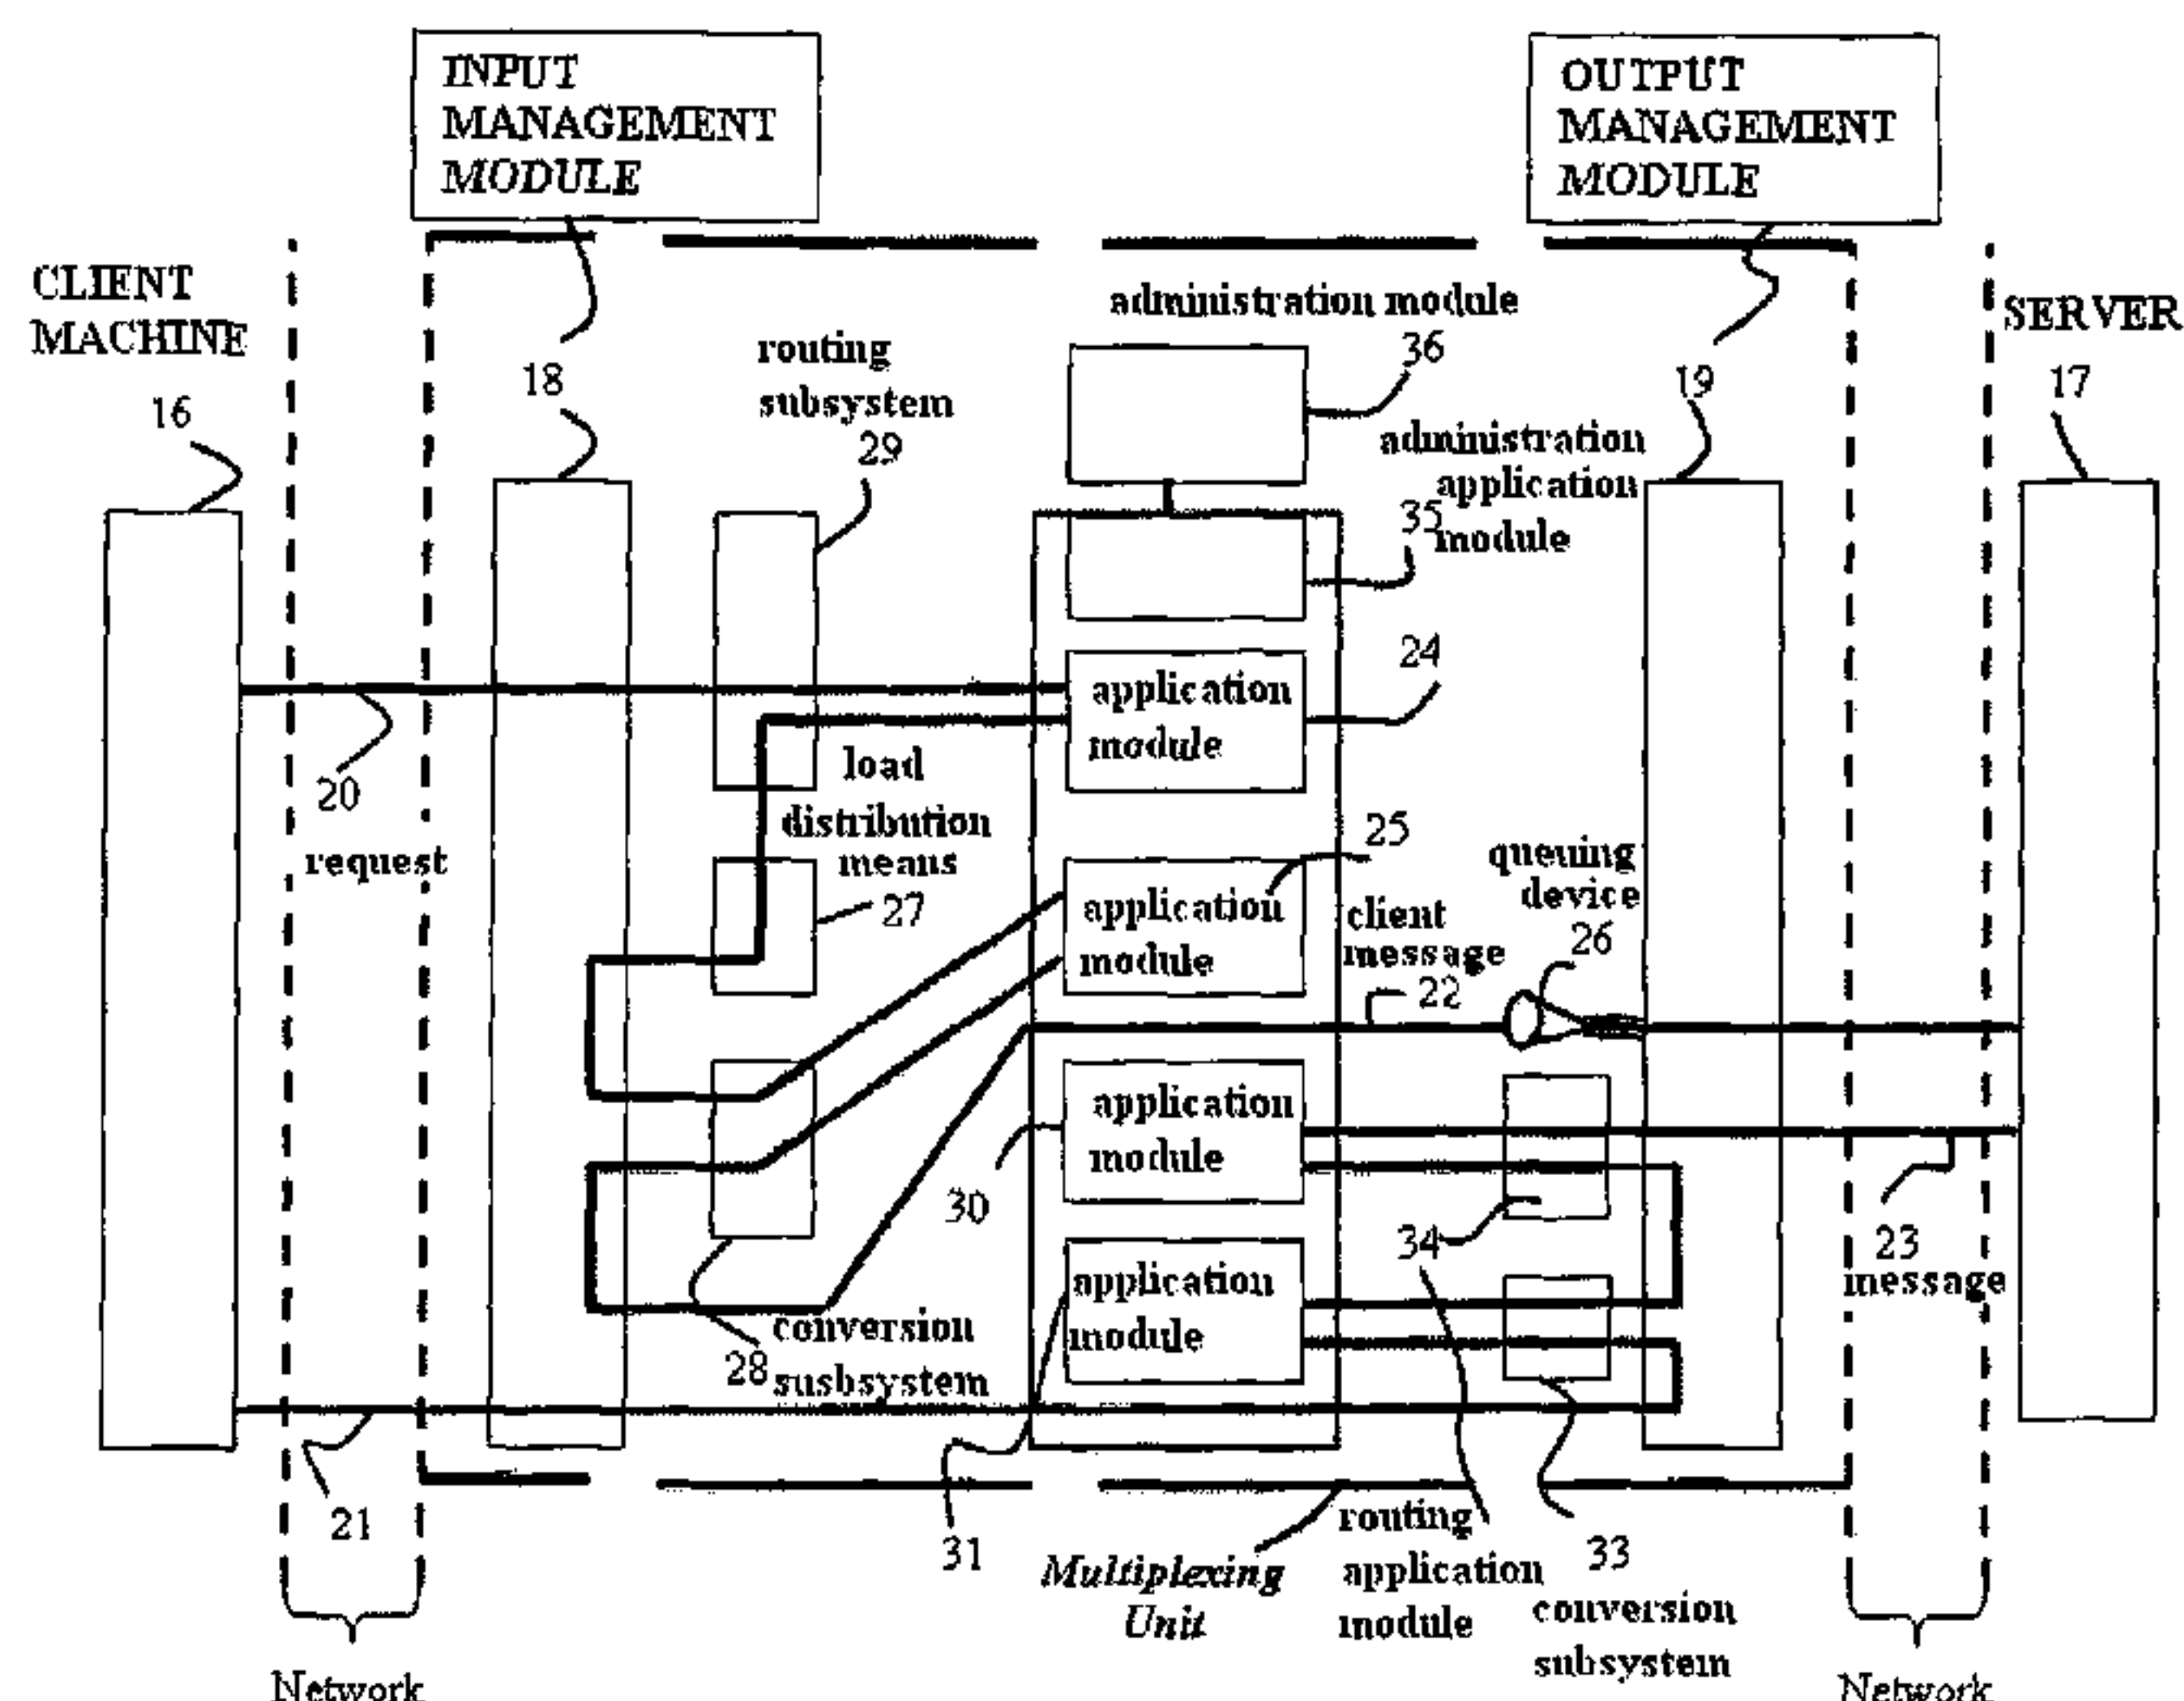 INPUT
MANAGEMENT
MODULE
OUTPUT
MANAGEMENT
MODULE
CLIENT
MACHINE
16
18
routing
subsystem
29
administration module
36
administration
application
35
module
19
SERVER
17
24
application
module
20
request
load
distribution
means
27
25
application
module
client
message
22
queuing
device
26
application
module
30
34
23
message
application
module
conversion
28
susbsystem
21
31
Multiplexing
Unit
routing
application
module
33
conversion
subsystem
Network
Network